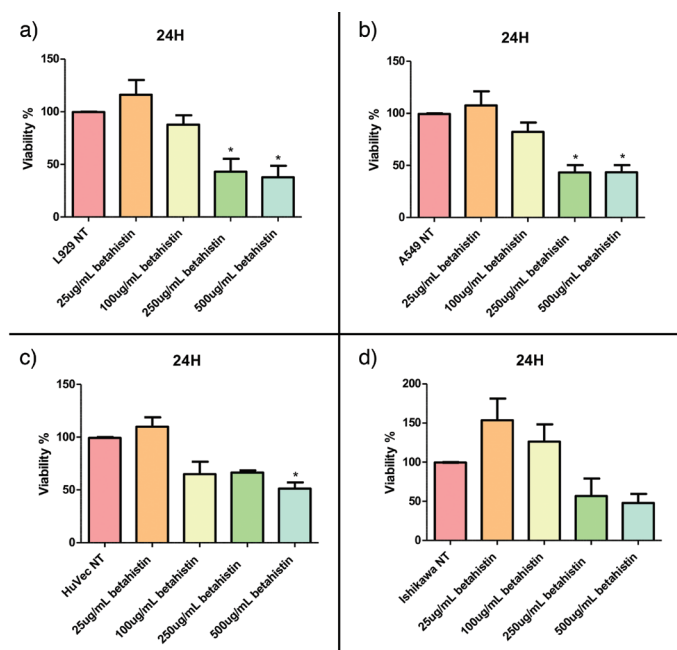 a)
24H
Viability %
150
100
50
0
*
*
L929 NT
25ug/mL betahistin
100ug/mL betahistin
250ug/mL betahistin
500ug/mL betahistin
b)
24H
Viability %
150
100
50
0
*
*
A549 NT
25ug/mL betahistin
100ug/mL betahistin
250ug/mL betahistin
500ug/mL betahistin
c)
24H
Viability %
150
100
50
0
*
HuVec NT
25ug/mL betahistin
100ug/mL betahistin
250ug/mL betahistin
500ug/mL betahistin
d)
24H
Viability %
200
150
100
50
0
Ishikawa NT
25ug/mL betahistin
100ug/mL betahistin
250ug/mL betahistin
500ug/mL betahistin